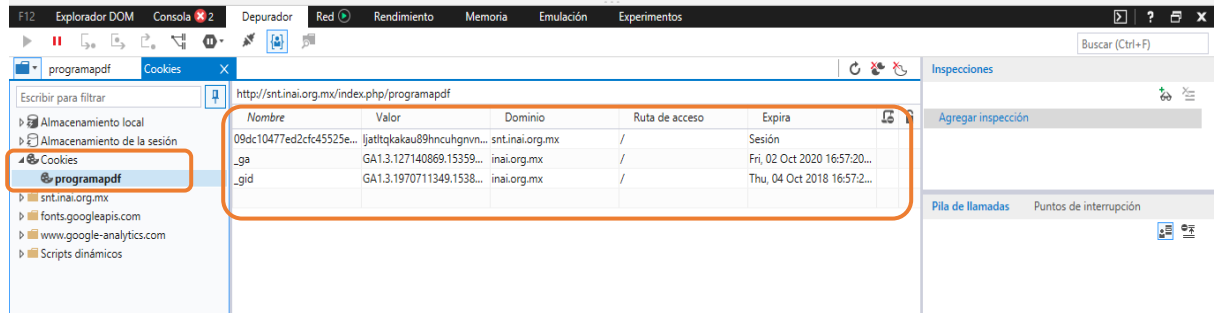 F12 Explorador DOM Consola 2 Depurador Red Rendimiento Memoria Emulación Experimentos ?
Buscar (Ctrl+F)
programapdf Cookies Inspecciones
Escribir para filtrar http://snt.inai.org.mx/index.php/programapdf
Nombre Valor Dominio Ruta de acceso Expira Agregar inspección
Almacenamiento local 09dc10477ed2cfc45525e... ljatltqkakau89hncuhgnvn... snt.inai.org.mx / Sesión
Almacenamiento de la sesión
Cookies _ga GA1.3.127140869.15359... inai.org.mx / Fri, 02 Oct 2020 16:57:20...
programapdf _gid GA1.3.1970711349.1538... inai.org.mx / Thu, 04 Oct 2018 16:57:2...
snt.inai.org.mx Pila de llamadas Puntos de interrupción
fonts.googleapis.com
www.google-analytics.com
Scripts dinámicos